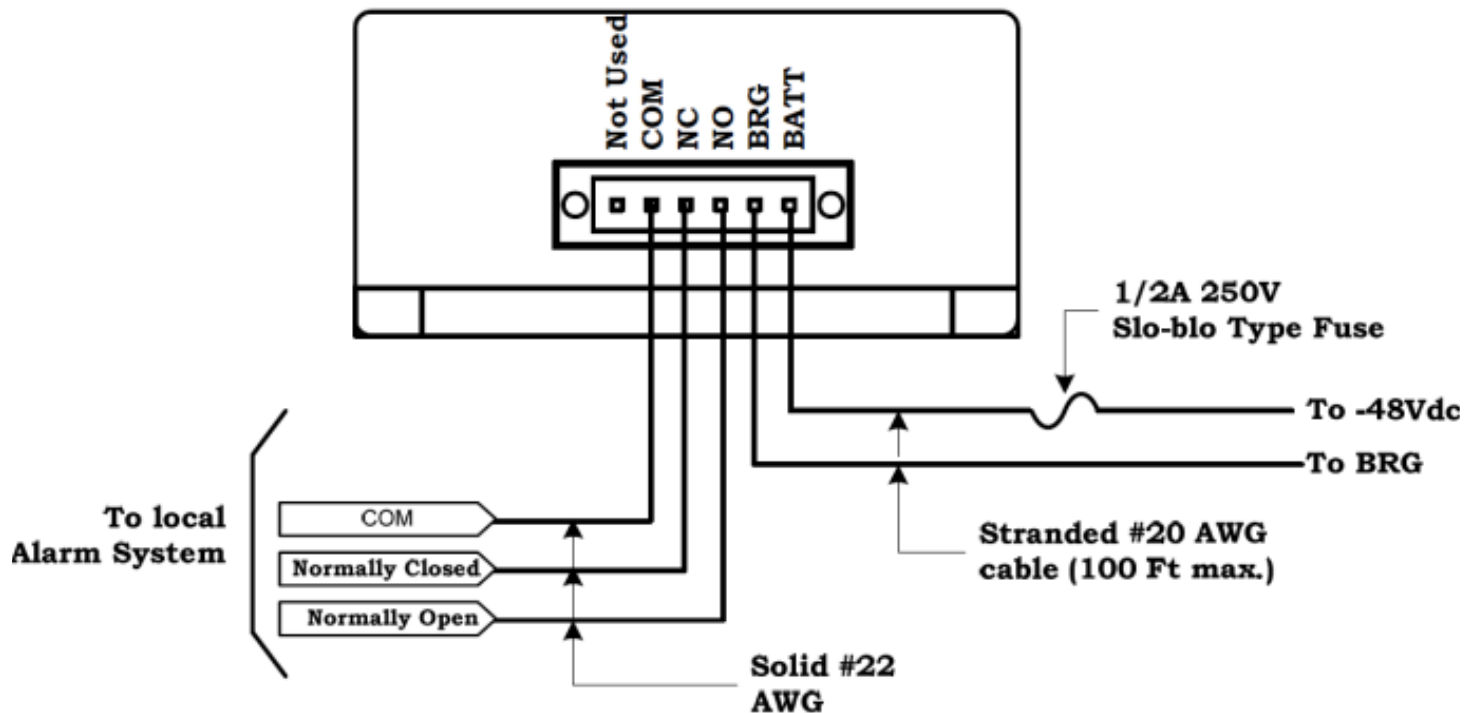 Not Used
COM
NC
NO
BRG
BATT
1/2A 250V
Slo-blo Type Fuse
To -48Vdc
To BRG
To local
Alarm System
COM
Normally Closed
Normally Open
Stranded #20 AWG
cable (100 Ft max.)
Solid #22
AWG